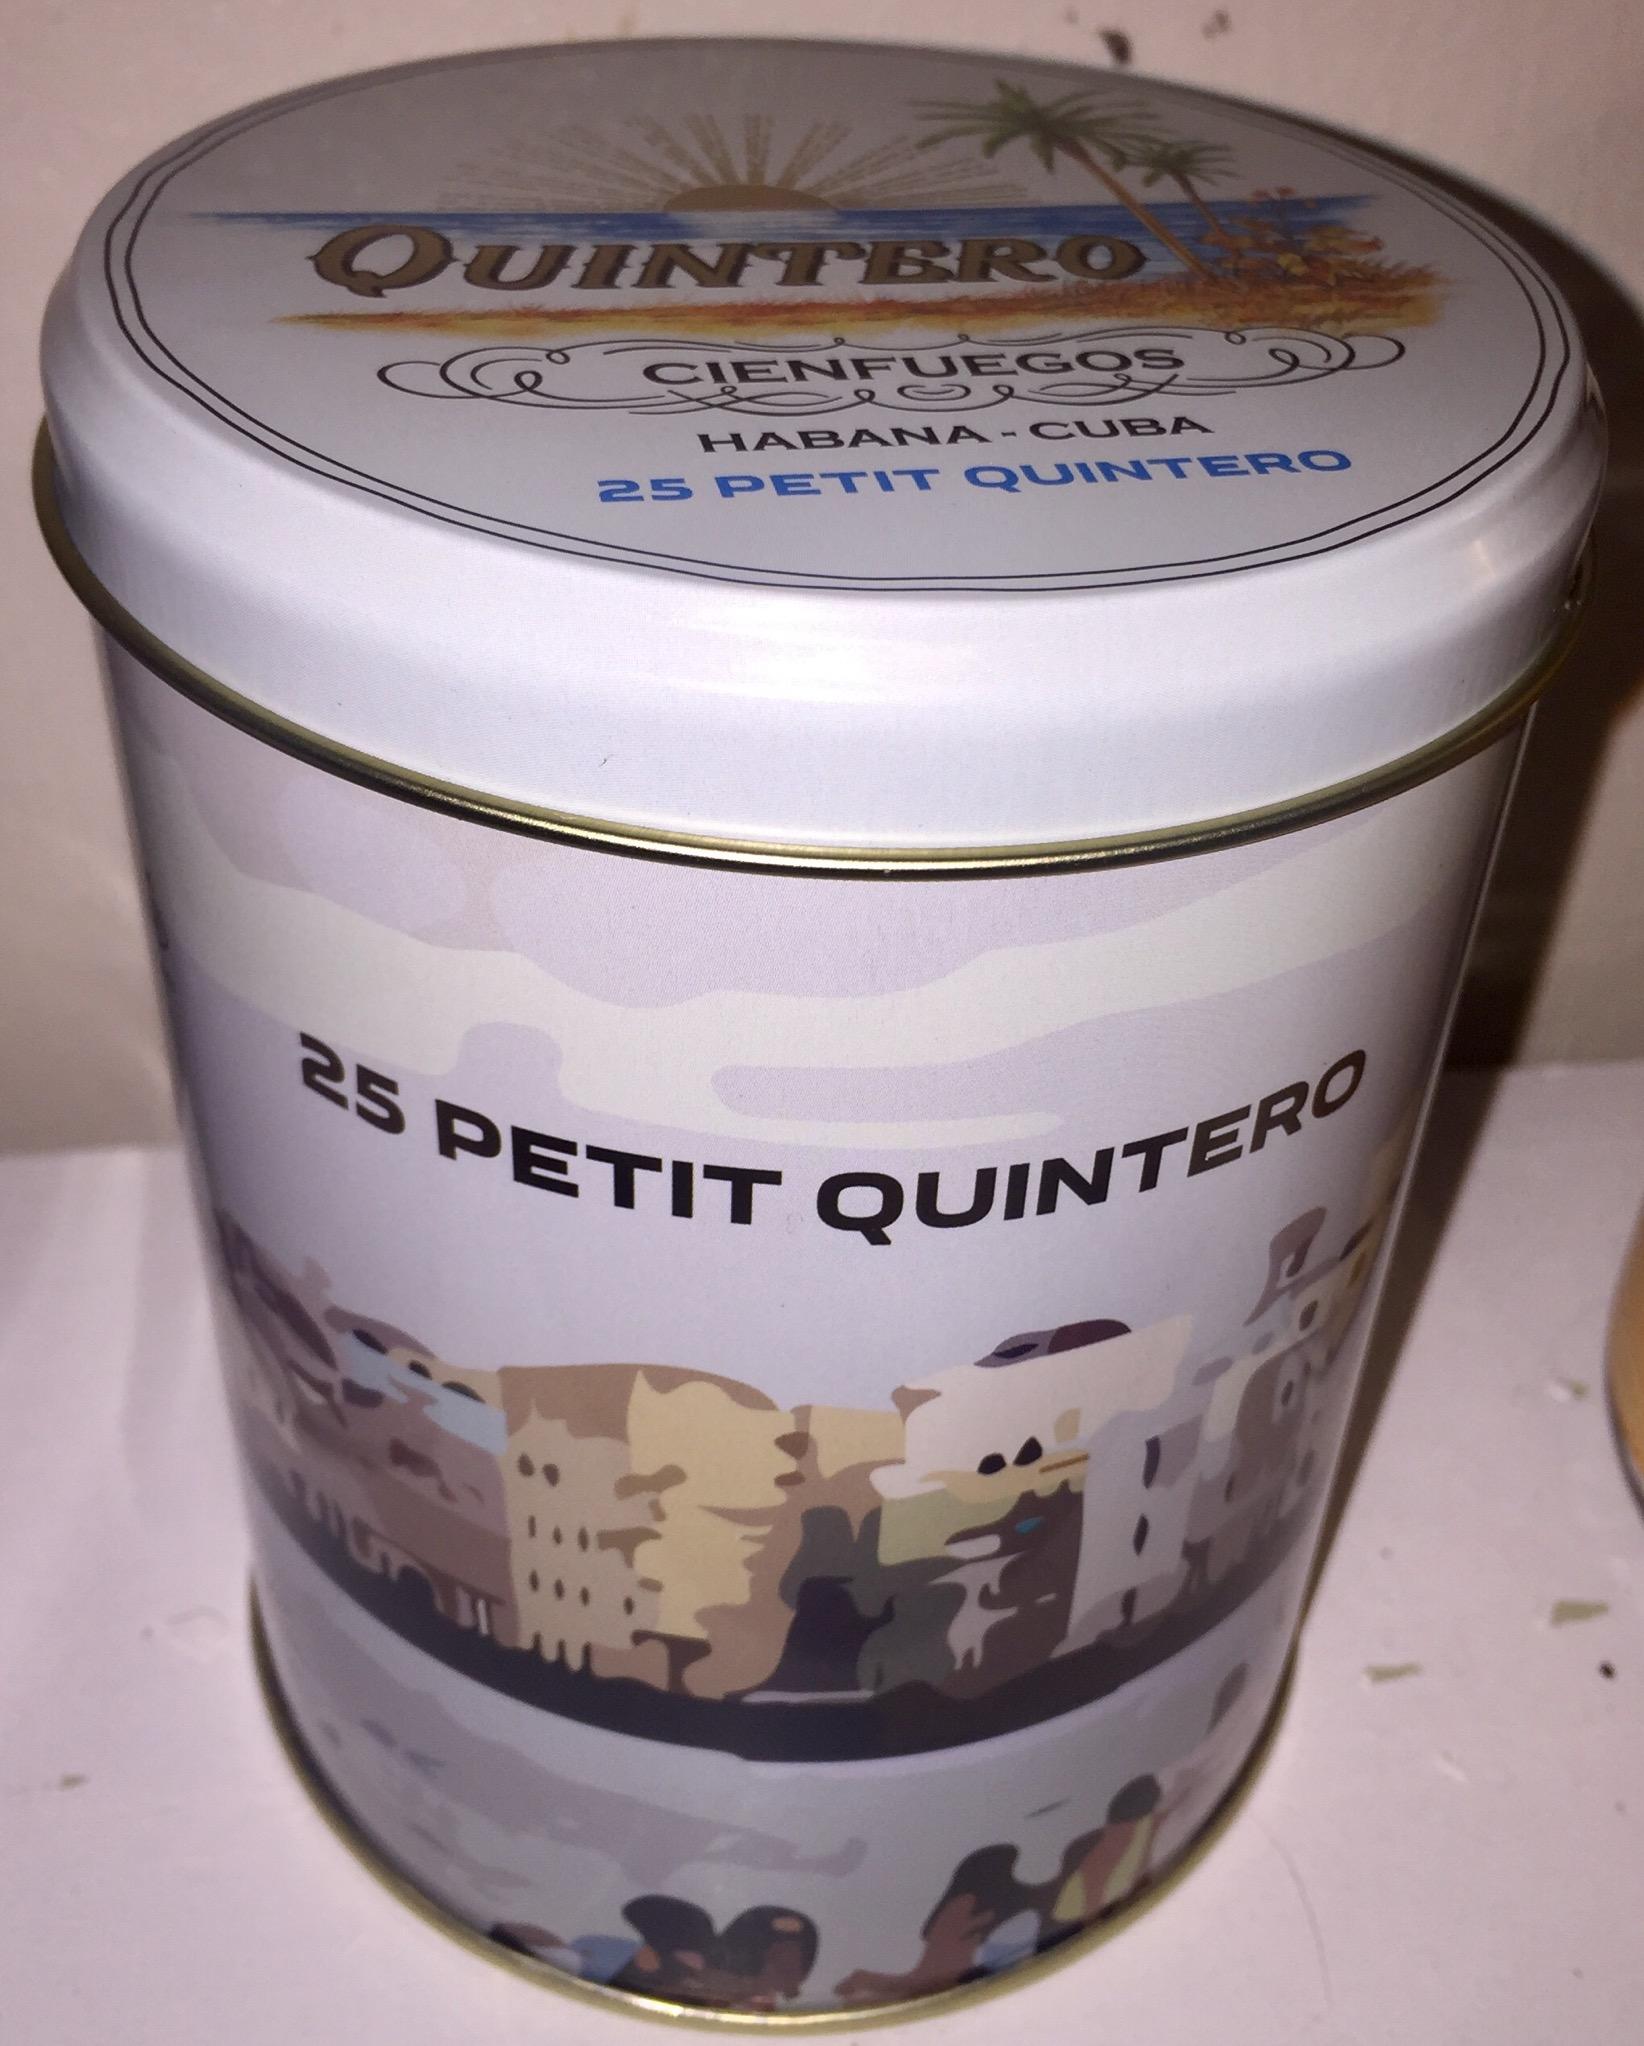 QUINTERO
CIENFUEGOS
HABANA - CUBA
25 PETIT QUINTERO
25 PETIT QUINTERO